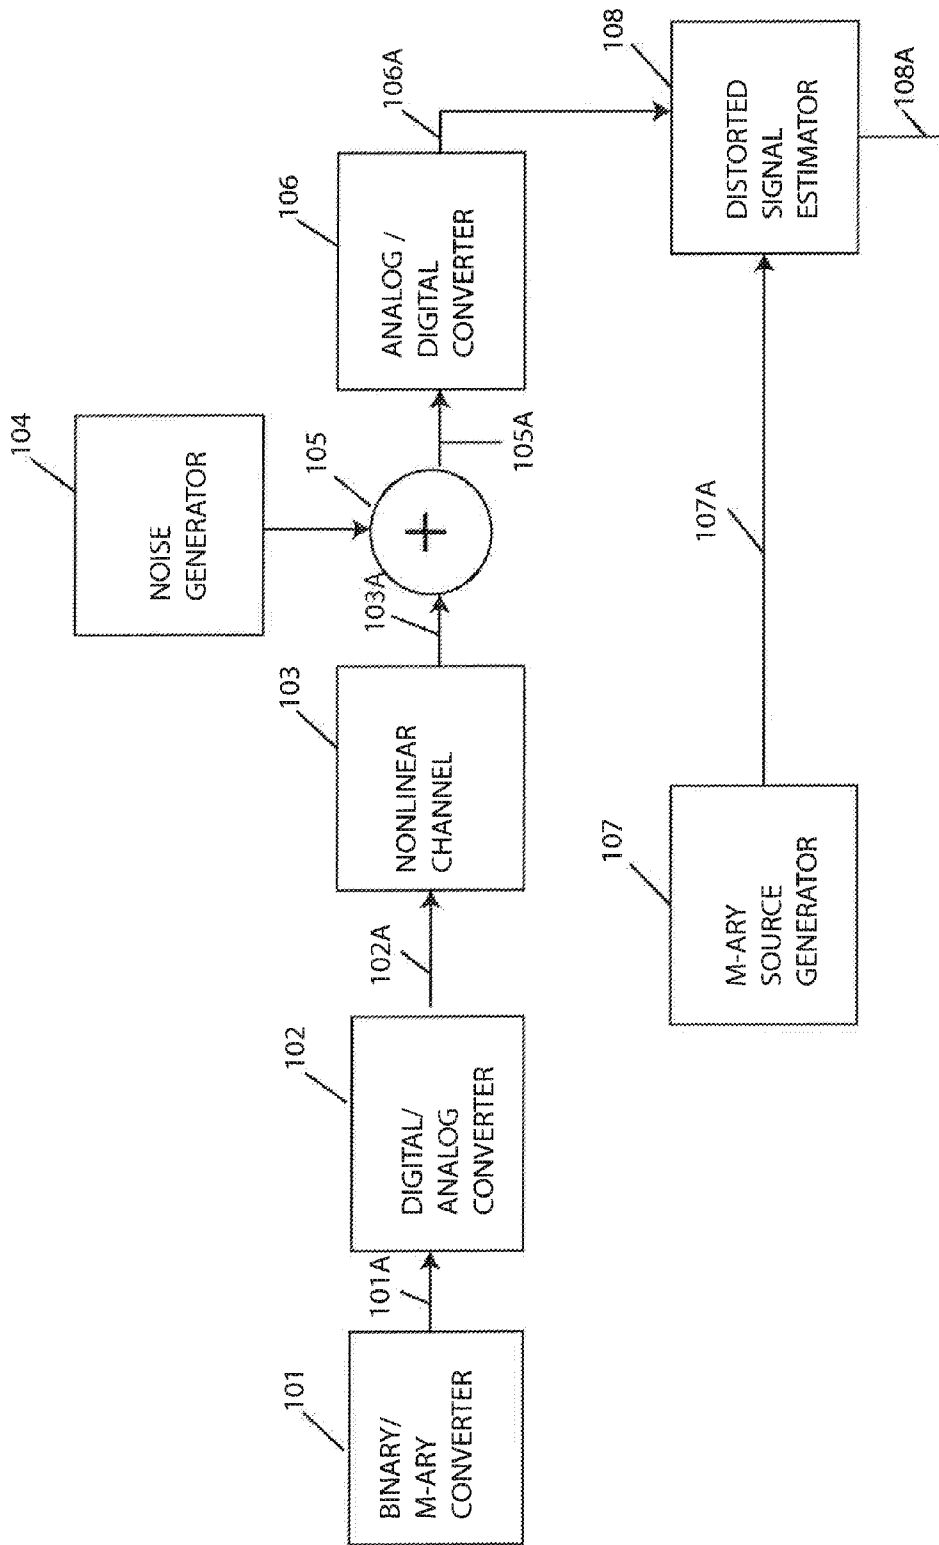 101
BINARY/
M-ARY
CONVERTER
101A
102
DIGITAL/
ANALOG
CONVERTER
102A
103
NONLINEAR
CHANNEL
103A
104
NOISE
GENERATOR
105
+
105A
106
ANALOG /
DIGITAL
CONVERTER
106A
107
M-ARY
SOURCE
GENERATOR
107A
108
DISTORTED
SIGNAL
ESTIMATOR
108A